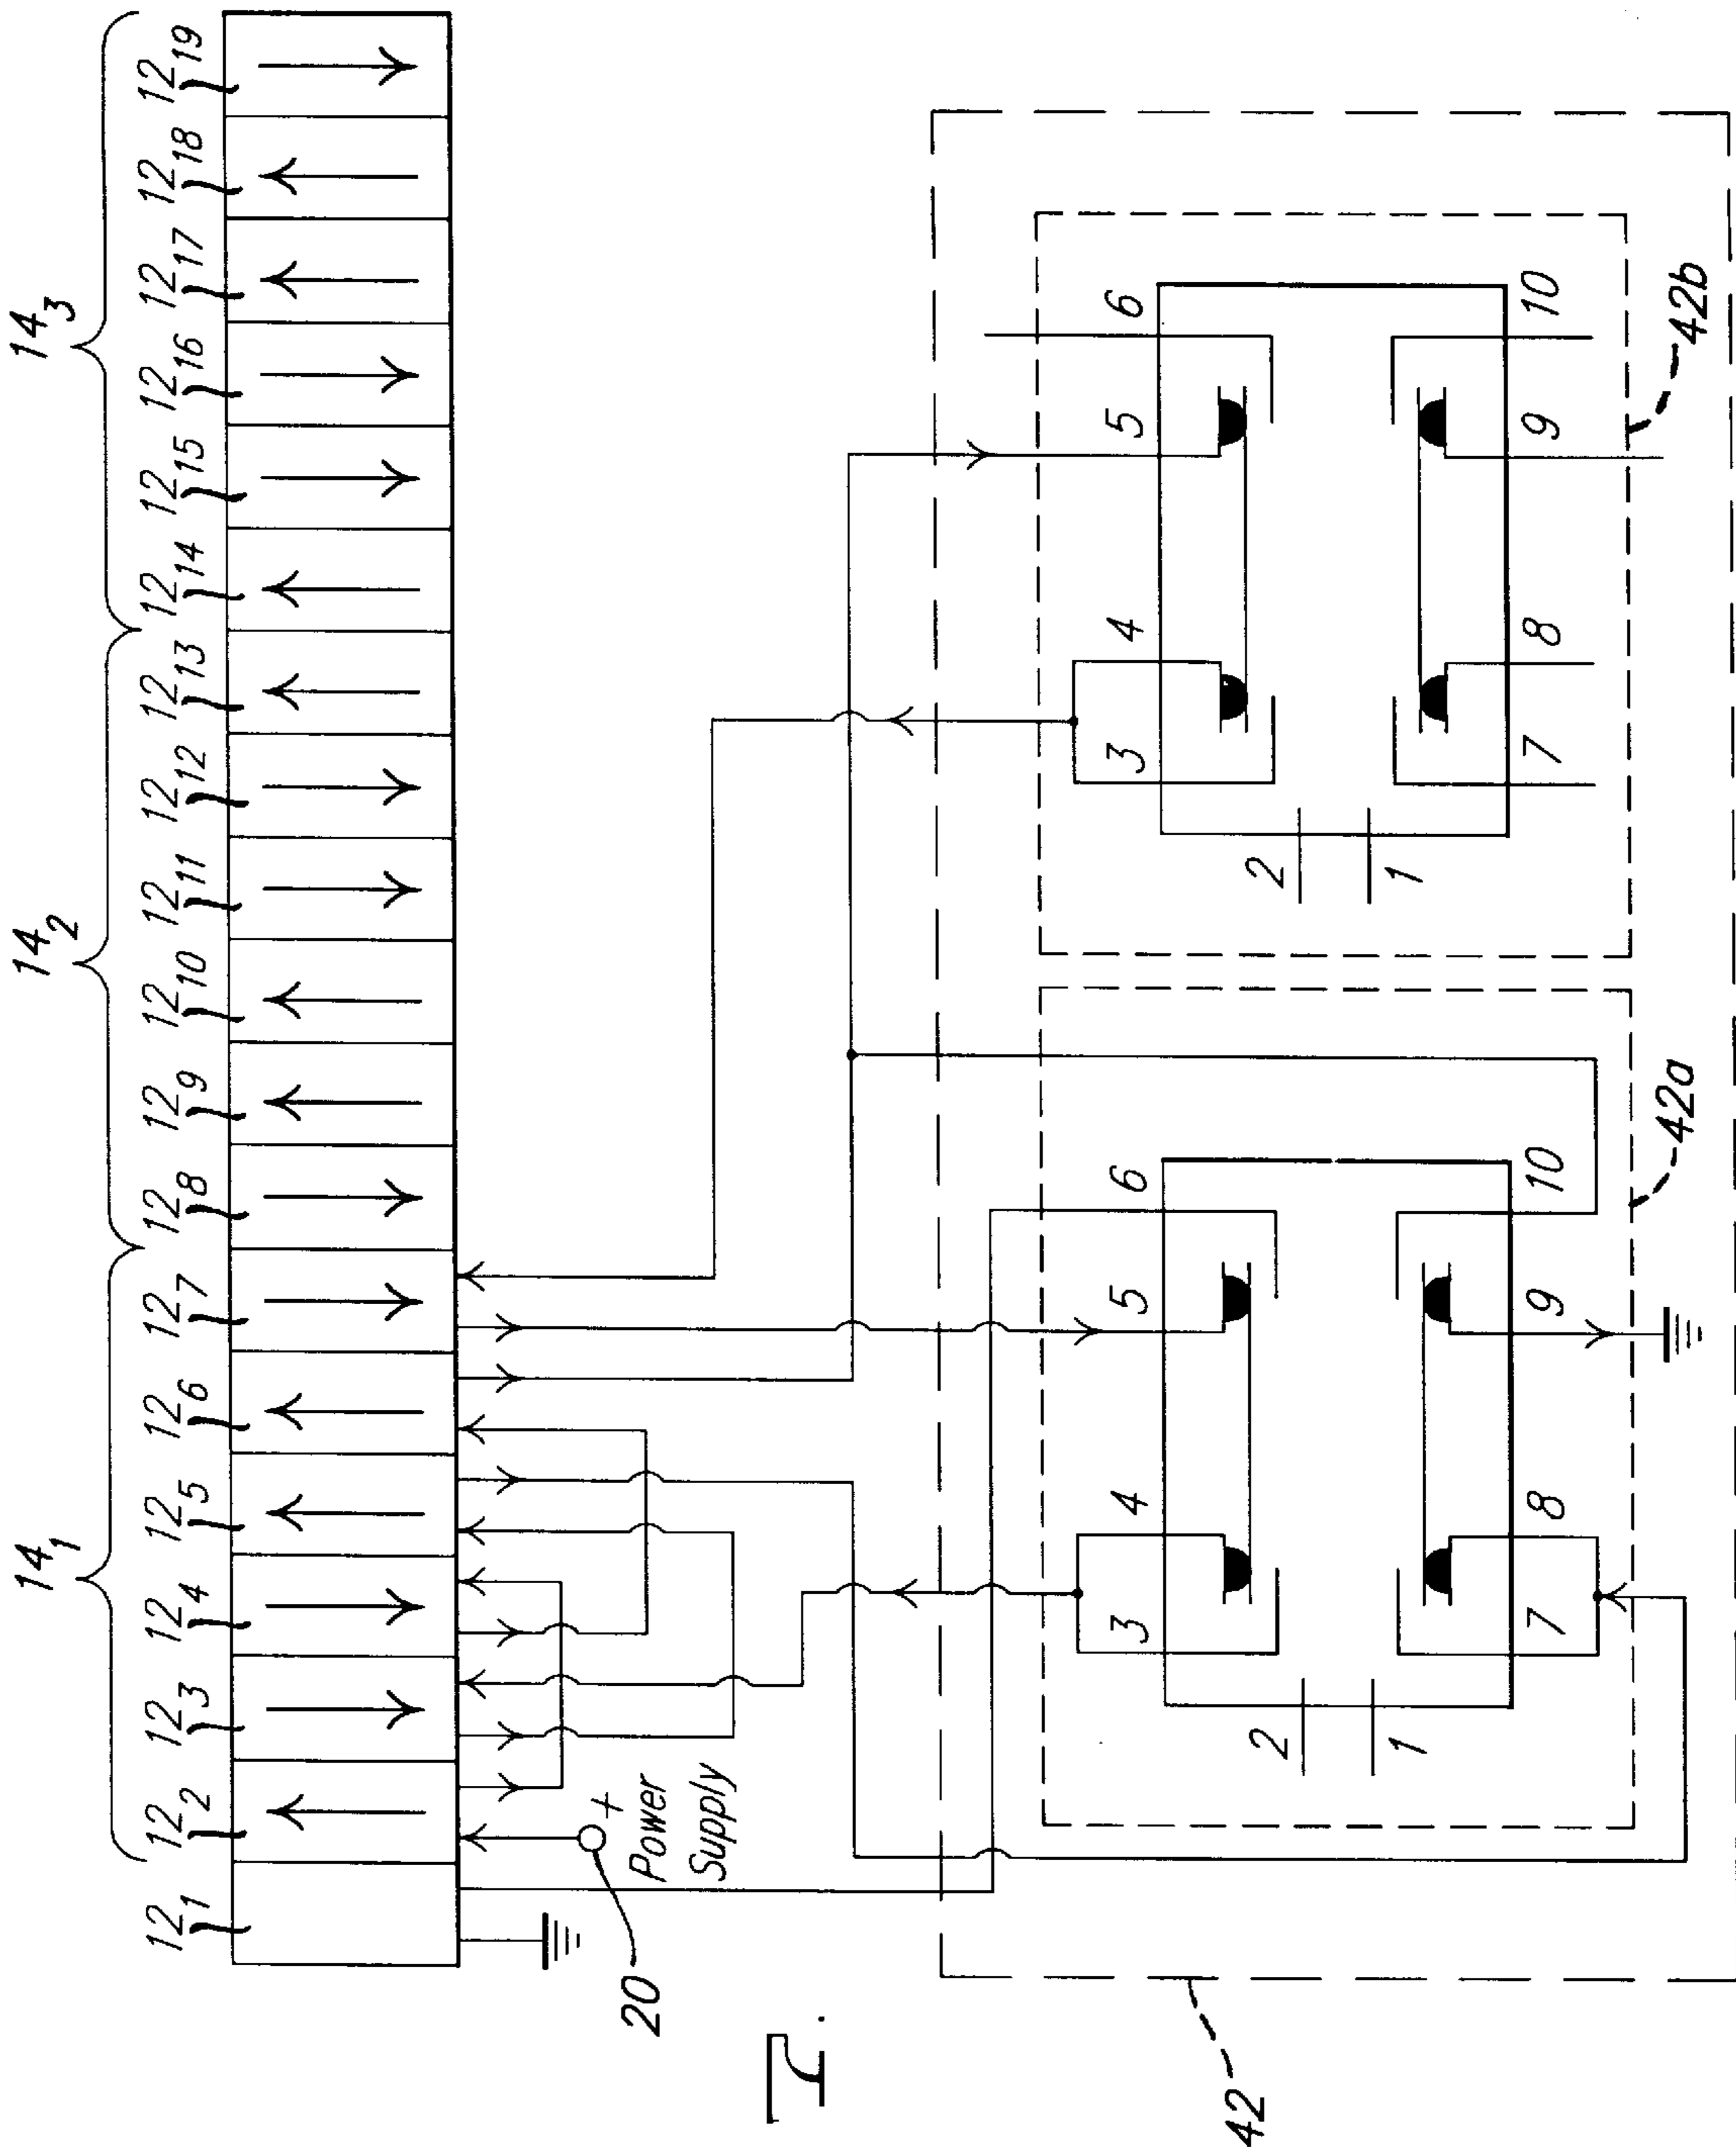 14₁ 14₂ 14₃
12₁ 12₂ 12₃ 12₄ 12₅ 12₆ 12₇ 12₈ 12₉ 12₁₀ 12₁₁ 12₁₂ 12₁₃ 12₁₄ 12₁₅ 12₁₆ 12₁₇ 12₁₈ 12₁₉
20
+
Power
Supply
42
3 4 5 6
2
1
7 8 9 10
42a
3 4 5 6
2
1
7 8 9 10
42b